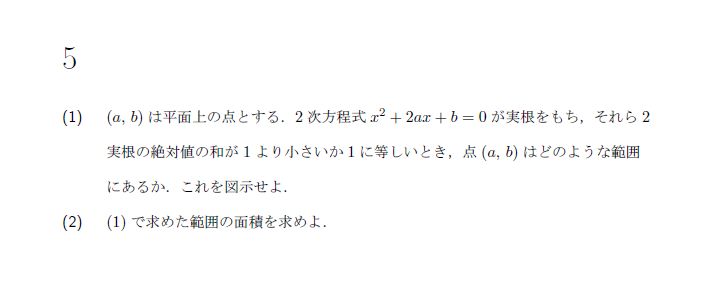 5
(1) (a, b) は平面上の点とする．2 次方程式 x² + 2ax + b = 0 が実根をもち，それら 2
実根の絶対値の和が 1 より小さいか 1 に等しいとき，点 (a, b) はどのような範囲
にあるか．これを図示せよ．
(2) (1) で求めた範囲の面積を求めよ．